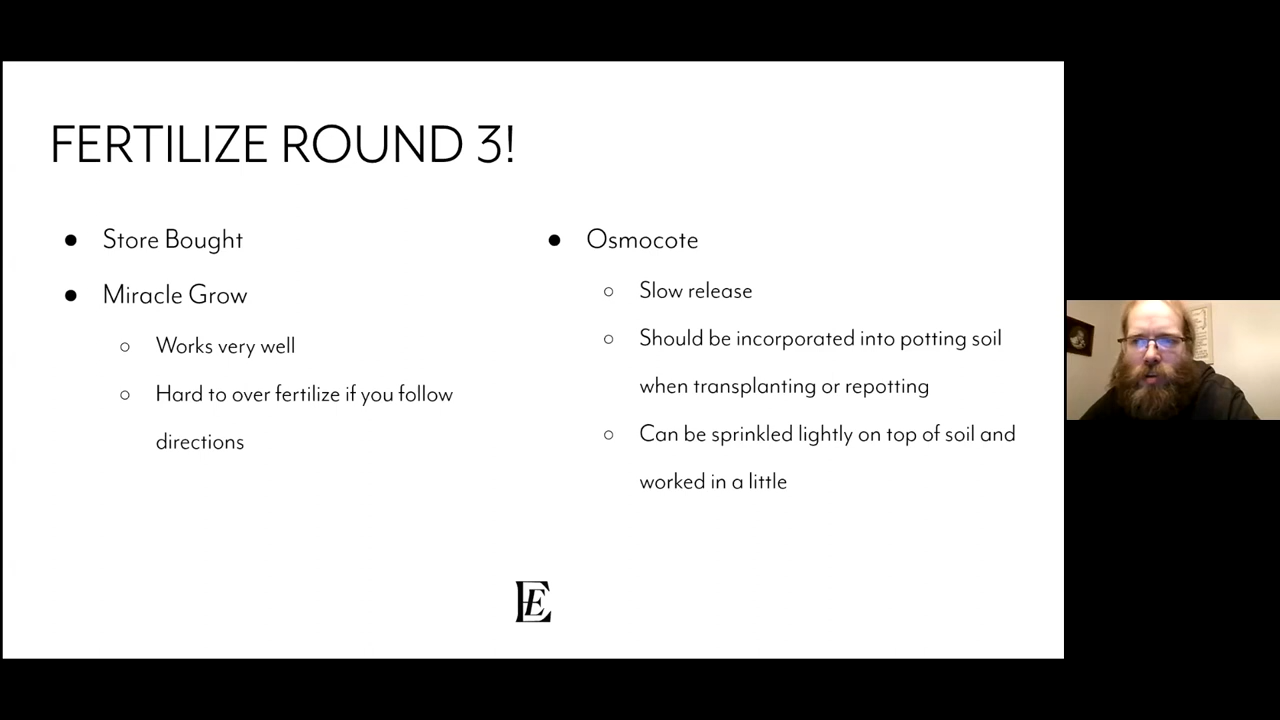 FERTILIZE ROUND 3!
● Store Bought
● Miracle Grow
○ Works very well
○ Hard to over fertilize if you follow
directions
● Osmocote
○ Slow release
○ Should be incorporated into potting soil
when transplanting or repotting
○ Can be sprinkled lightly on top of soil and
worked in a little
E